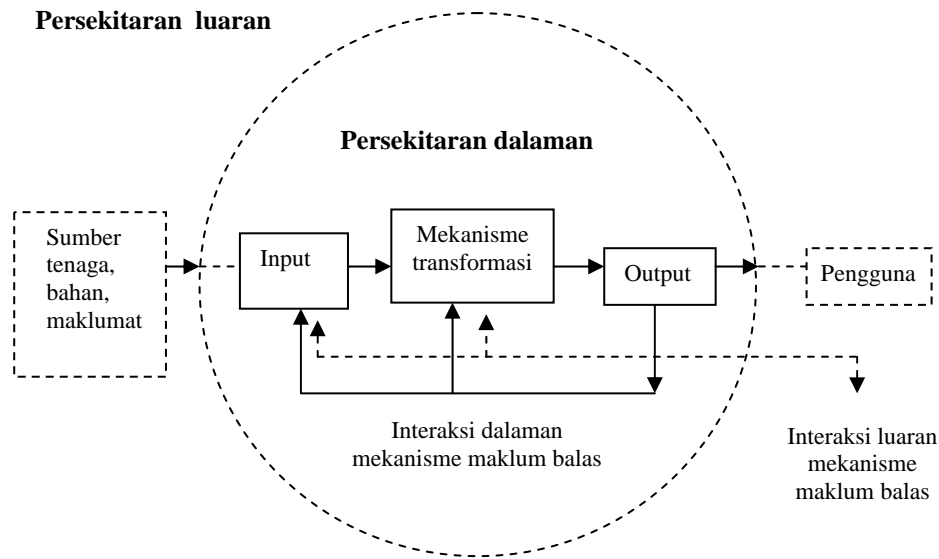 Persekitaran luaran
Persekitaran dalaman
Sumber
tenaga,
bahan,
maklumat
Input
Mekanisme
transformasi
Output
Pengguna
Interaksi dalaman
mekanisme maklum balas
Interaksi luaran
mekanisme
maklum balas